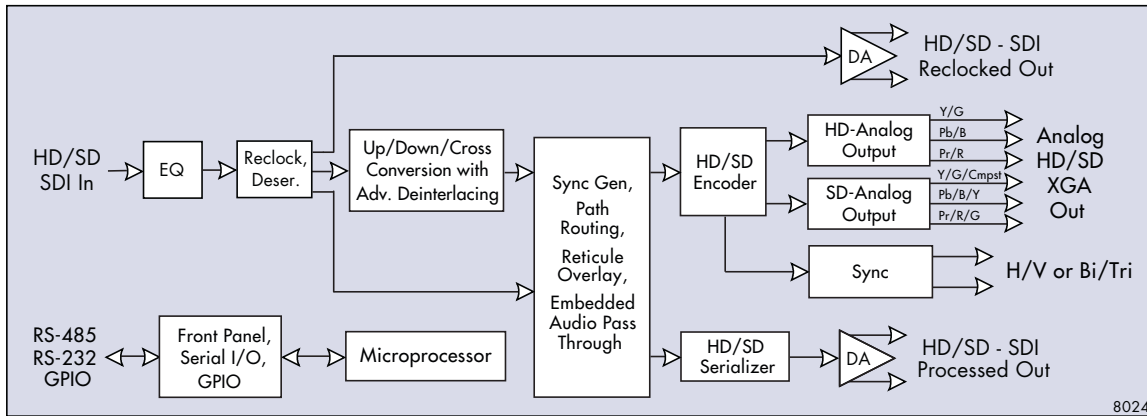 DA
HD/SD - SDI
Reclocked Out
HD/SD
SDI In
EQ
Reclock,
Deser.
Up/Down/Cross
Conversion with
Adv. Deinterlacing
Sync Gen,
Path
Routing,
Reticule
Overlay,
Embedded
Audio Pass
Through
HD/SD
Encoder
HD-Analog
Output
Y/G
Pb/B
Pr/R
SD-Analog
Output
Y/G/Cmpst
Pb/B/Y
Pr/R/G
Analog
HD/SD
XGA
Out
Sync
H/V or Bi/Tri
RS-485
RS-232
GPIO
Front Panel,
Serial I/O,
GPIO
Microprocessor
HD/SD
Serializer
DA
HD/SD - SDI
Processed Out
8024